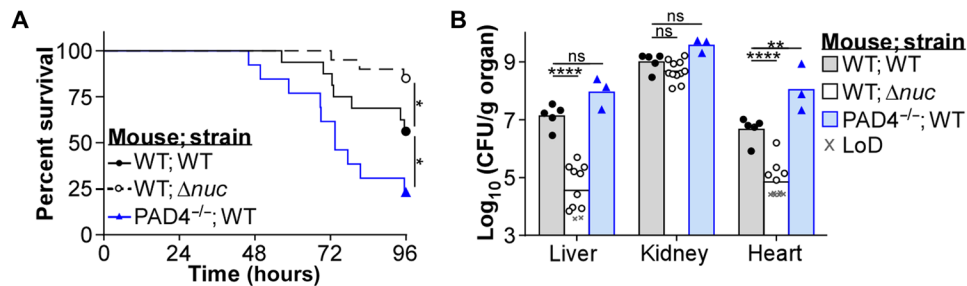 A
Percent survival
100
75
50
25
0
0
24
48
72
96
Time (hours)
Mouse; strain
WT; WT
WT; Δnuc
PAD4⁻/⁻; WT
*
*
B
Log₁₀ (CFU/g organ)
9
7
5
3
ns
****
ns
ns
**
****
Liver
Kidney
Heart
Mouse; strain
WT; WT
WT; Δnuc
PAD4⁻/⁻; WT
LoD